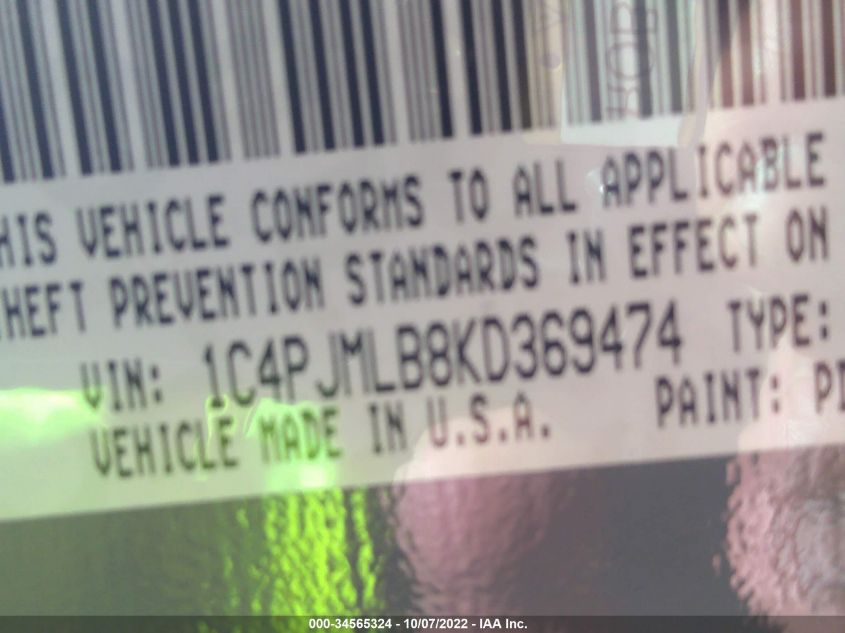 HIS VEHICLE CONFORMS TO ALL APPLICABLE
HEFT PREVENTION STANDARDS IN EFFECT ON
VIN: 1C4PJMLB8KD369474 TYPE:
VEHICLE MADE IN U.S.A. PAINT:
000-34565324 - 10/07/2022 - IAA Inc.